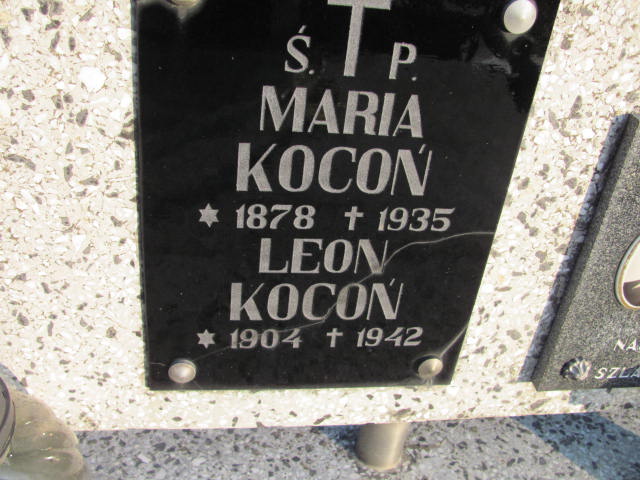 Ś. P.
MARIA
KOCOŃ
* 1878 † 1935
LEON
KOCOŃ
* 1904 † 1942